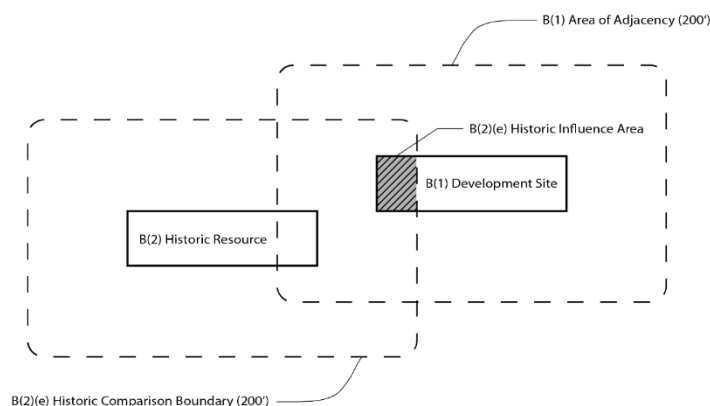 B(1) Area of Adjacency (200')
B(2)(e) Historic Influence Area
B(1) Development Site
B(2) Historic Resource
B(2)(e) Historic Comparison Boundary (200')